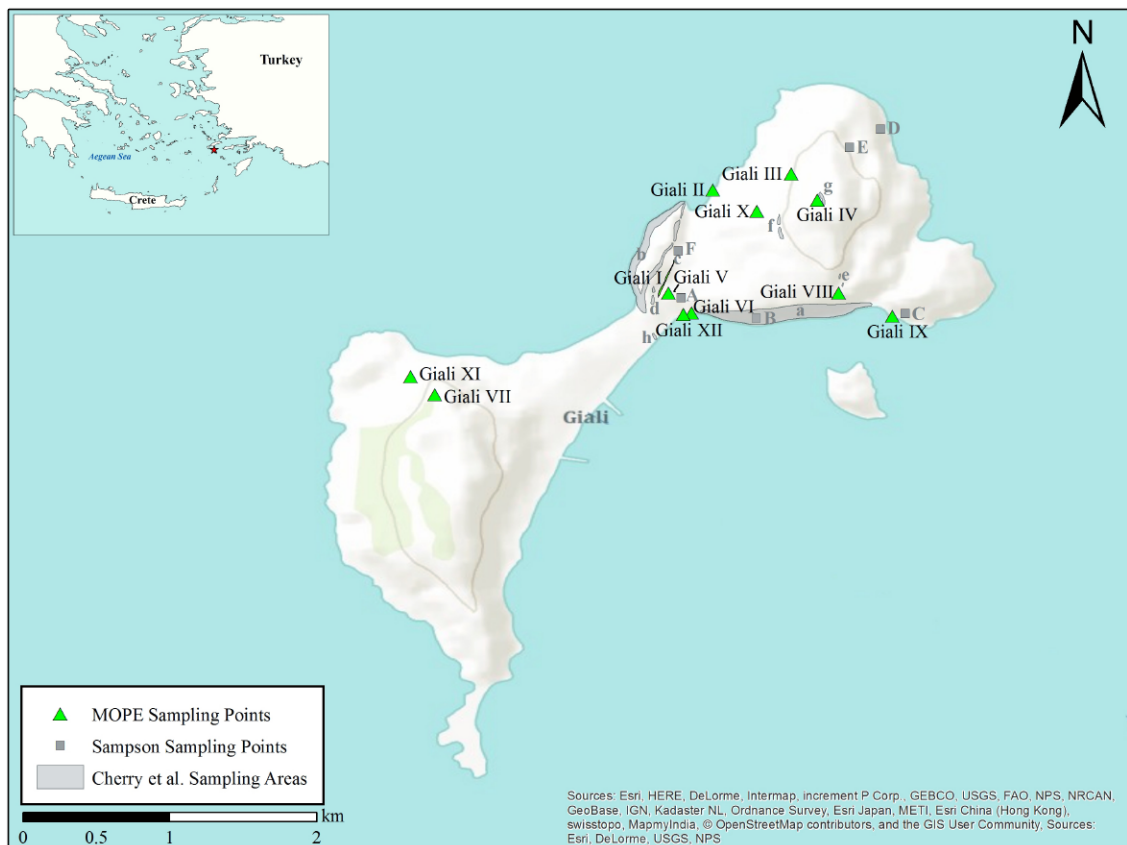 Turkey
Aegean Sea
Crete
N
D
E
Giali III
g
Giali II
Giali X
Giali IV
f
b
F
c
Giali I
Giali V
e
A
Giali VIII
d
Giali VI
a
B
C
Giali XII
Giali IX
h
Giali XI
Giali VII
Giali
MOPE Sampling Points
Sampson Sampling Points
Cherry et al. Sampling Areas
km
0 0.5 1 2
Sources: Esri, HERE, DeLorme, Intermap, increment P Corp., GEBCO, USGS, FAO, NPS, NRCAN,
GeoBase, IGN, Kadaster NL, Ordnance Survey, Esri Japan, METI, Esri China (Hong Kong),
swisstopo, MapmyIndia, © OpenStreetMap contributors, and the GIS User Community, Sources:
Esri, DeLorme, USGS, NPS